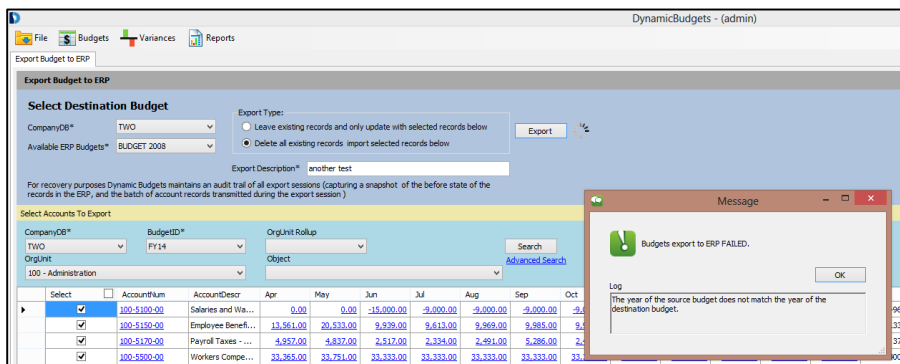 DynamicBudgets - (admin)
File Budgets Variances Reports
Export Budget to ERP
Export Budget to ERP
Select Destination Budget
Export Type:
CompanyDB* TWO
Leave existing records and only update with selected records below
Export
Available ERP Budgets* BUDGET 2008
Delete all existing records import selected records below
Export Description* another test
For recovery purposes Dynamic Budgets maintains an audit trail of all export sessions (capturing a snapshot of the before state of the
records in the ERP, and the batch of account records transmitted during the export session )
Select Accounts To Export
CompanyDB* BudgetID* OrgUnit Rollup
TWO FY14 Search
OrgUnit Object Advanced Search
100 - Administration
Select AccountNum AccountDescr Apr May Jun Jul Aug Sep Oct
100-5100-00 Salaries and Wa... 0.00 0.00 -15,000.00 -9,000.00 -9,000.00 -9,000.00
100-5150-00 Employee Benefi... 13,561.00 20,533.00 9,939.00 9,613.00 9,969.00 9,985.00
100-5170-00 Payroll Taxes - ... 4,957.00 4,837.00 2,517.00 2,334.00 2,491.00 5,286.00
100-5500-00 Workers Compe... 33,365.00 33,751.00 33,333.00 33,333.00 33,333.00 33,333.00
Message
Budgets export to ERP FAILED.
OK
Log
The year of the source budget does not match the year of the
destination budget.